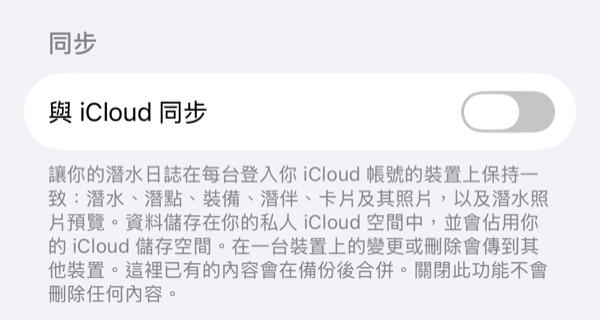 同步
與 iCloud 同步
讓你的潛水日誌在每台登入你 iCloud 帳號的裝置上保持一
致：潛水、潛點、裝備、潛伴、卡片及其照片，以及潛水照
片預覽。資料儲存在你的私人 iCloud 空間中，並會佔用你
的 iCloud 儲存空間。在一台裝置上的變更或刪除會傳到其
他裝置。這裡已有的內容會在備份後合併。關閉此功能不會
刪除任何內容。